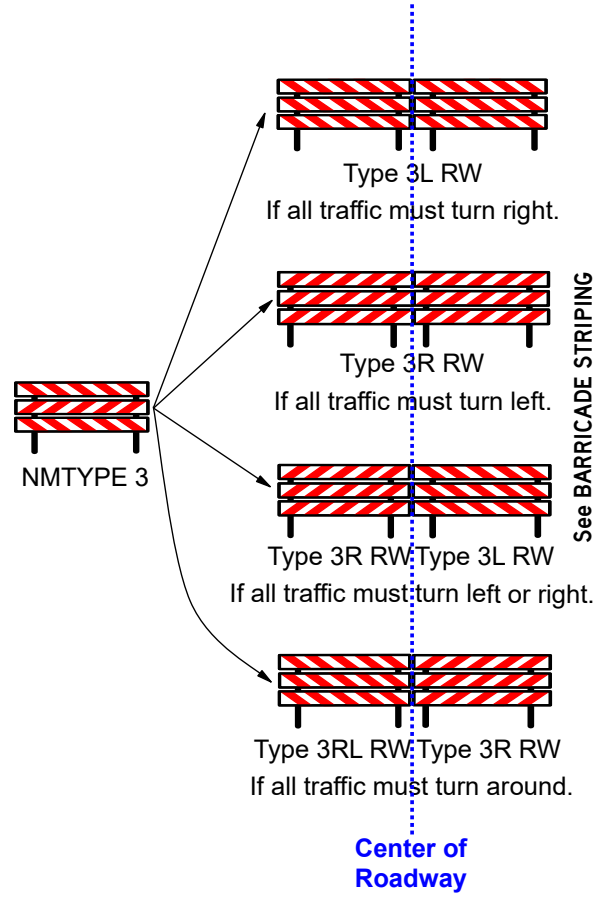 Type 3L RW
If all traffic must turn right.
Type 3R RW
If all traffic must turn left.
NMTYPE 3
Type 3R RW Type 3L RW
If all traffic must turn left or right.
Type 3RL RW Type 3R RW
If all traffic must turn around.
See BARRICADE STRIPING
Center of
Roadway